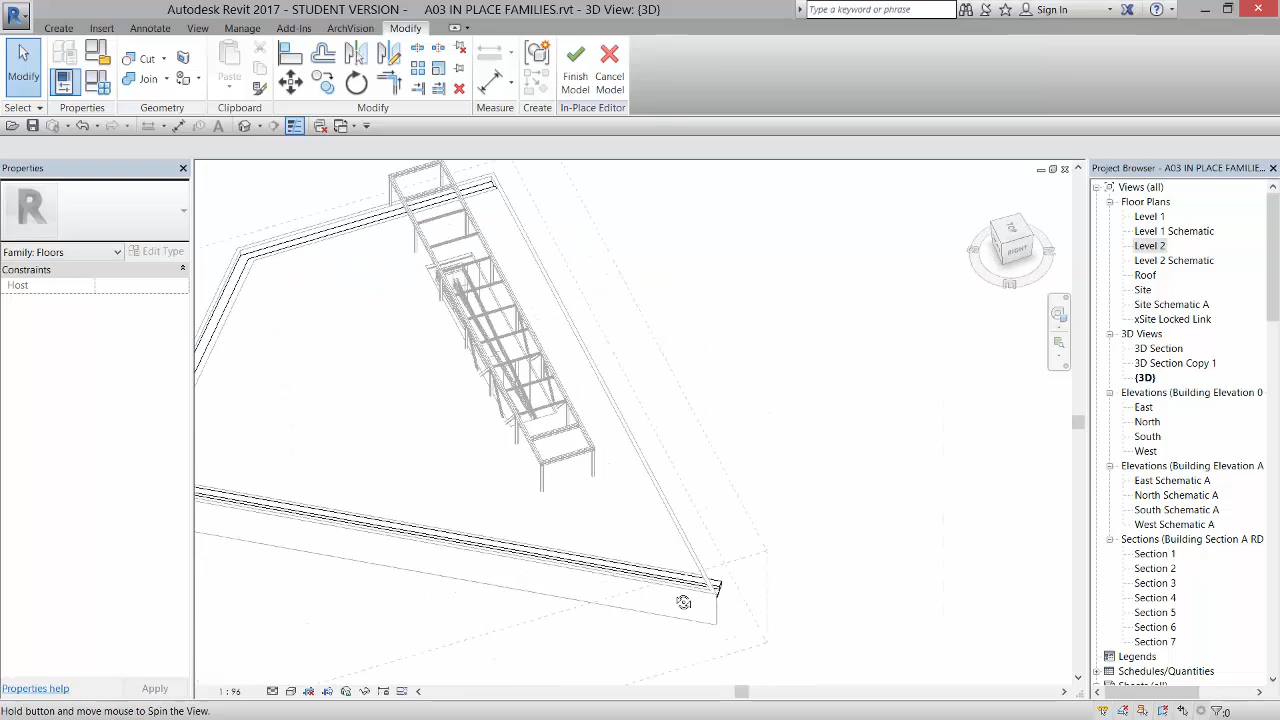 Autodesk Revit 2017 - STUDENT VERSION - A03 IN PLACE FAMILIES.rvt - 3D View: {3D}
Type a keyword or phrase
Sign In
Create Insert Annotate View Manage Add-Ins ArchVision Modify
Modify
Cut
Join
Paste
Finish Model
Cancel Model
Select Properties Geometry Clipboard Modify Measure Create In-Place Editor
Properties
Project Browser - A03 IN PLACE FAMILIE...
R
Family: Floors
Edit Type
Constraints
Host
TOP
RIGHT
Views (all)
Floor Plans
Level 1
Level 1 Schematic
Level 2
Level 2 Schematic
Roof
Site
Site Schematic A
xSite Locked Link
3D Views
3D Section
3D Section Copy 1
{3D}
Elevations (Building Elevation 0
East
North
South
West
Elevations (Building Elevation A
East Schematic A
North Schematic A
South Schematic A
West Schematic A
Sections (Building Section A RD
Section 1
Section 2
Section 3
Section 4
Section 5
Section 6
Section 7
Legends
Schedules/Quantities
Properties help
Apply
1 : 96
Hold button and move mouse to Spin the View.
:0